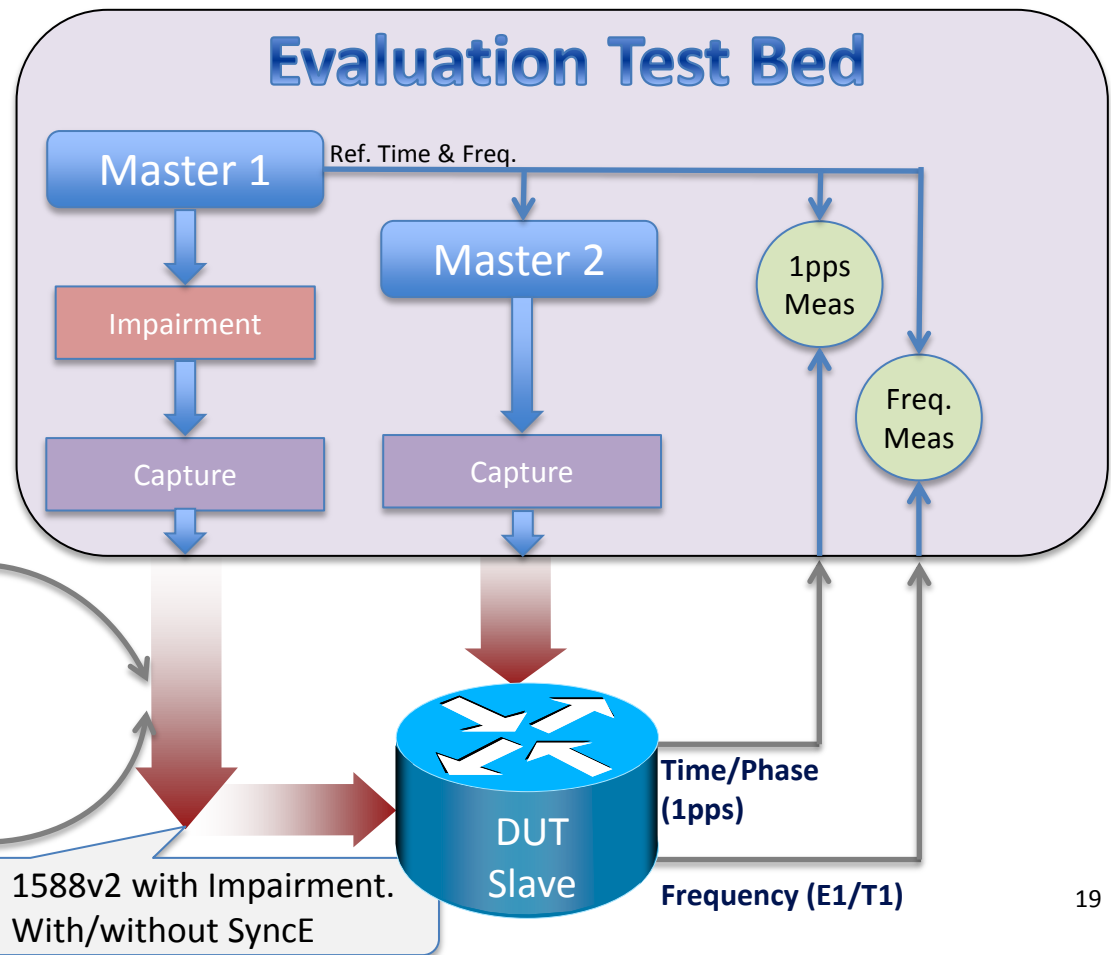 Evaluation Test Bed
Master 1
Ref. Time & Freq.
Master 2
1pps
Meas
Impairment
Freq.
Meas
Capture
Capture
Time/Phase
(1pps)
DUT
Slave
Frequency (E1/T1)
1588v2 with Impairment.
With/without SyncE
19